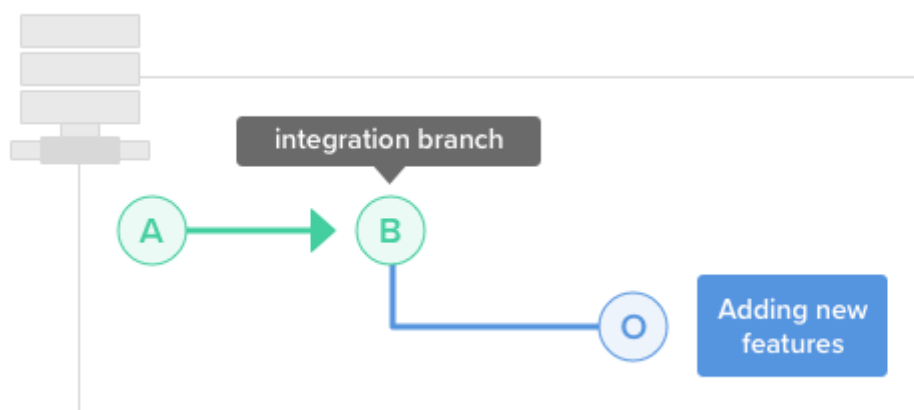 integration branch
A
B
O
Adding new
features